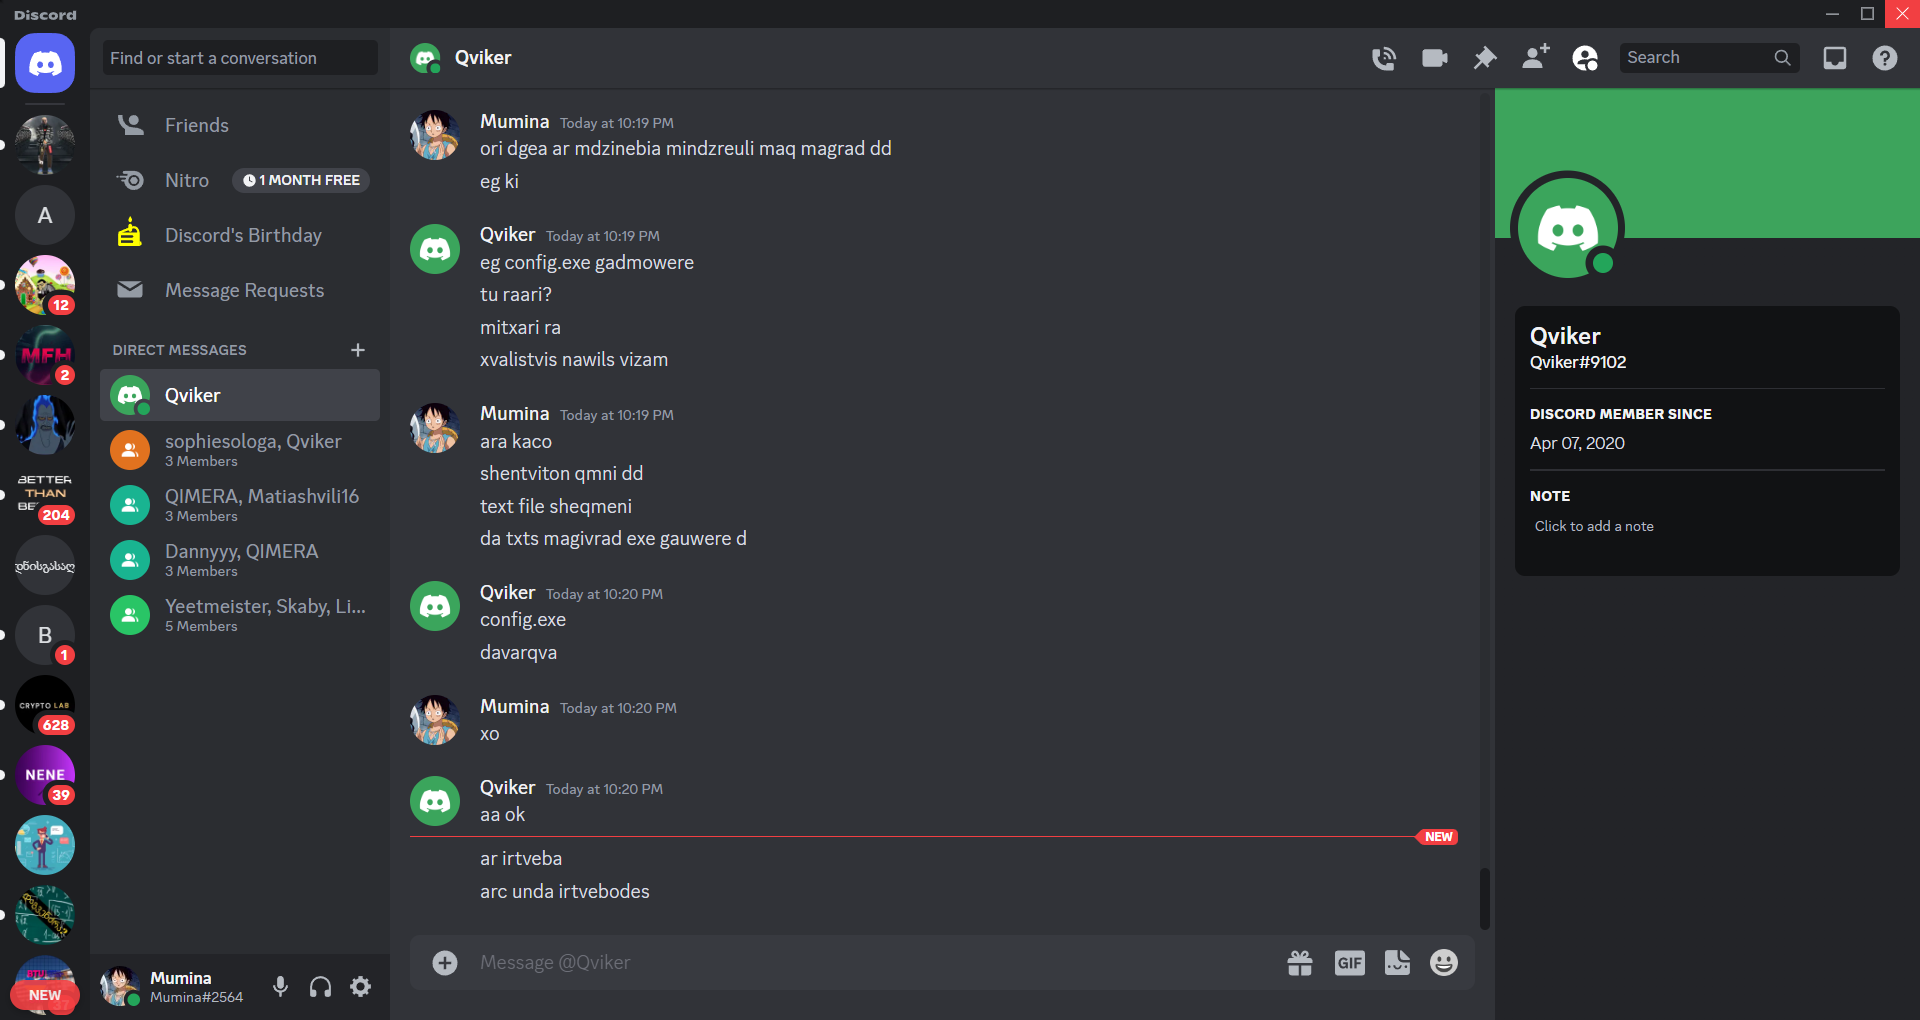 Discord
Find or start a conversation
Friends
Nitro
1 MONTH FREE
Discord's Birthday
Message Requests
DIRECT MESSAGES
Qviker
sophiesologa, Qviker
3 Members
QIMERA, Matiashvili16
3 Members
Dannyyy, QIMERA
3 Members
Yeetmeister, Skaby, Li...
5 Members
Mumina
Mumina#2564
A
12
MFH
2
BETTER
THAN
204
B
1
CRYPTO LAB
628
NENE
39
BTU
NEW
Qviker
Search
Mumina Today at 10:19 PM
ori dgea ar mdzinebia mindzreuli maq magrad dd
eg ki
Qviker Today at 10:19 PM
eg config.exe gadmowere
tu raari?
mitxari ra
xvalistvis nawils vizam
Mumina Today at 10:19 PM
ara kaco
shentviton qmni dd
text file sheqmeni
da txts magivrad exe gauwere d
Qviker Today at 10:20 PM
config.exe
davarqva
Mumina Today at 10:20 PM
xo
Qviker Today at 10:20 PM
aa ok
NEW
ar irtveba
arc unda irtvebodes
Message @Qviker
GIF
Qviker
Qviker#9102
DISCORD MEMBER SINCE
Apr 07, 2020
NOTE
Click to add a note